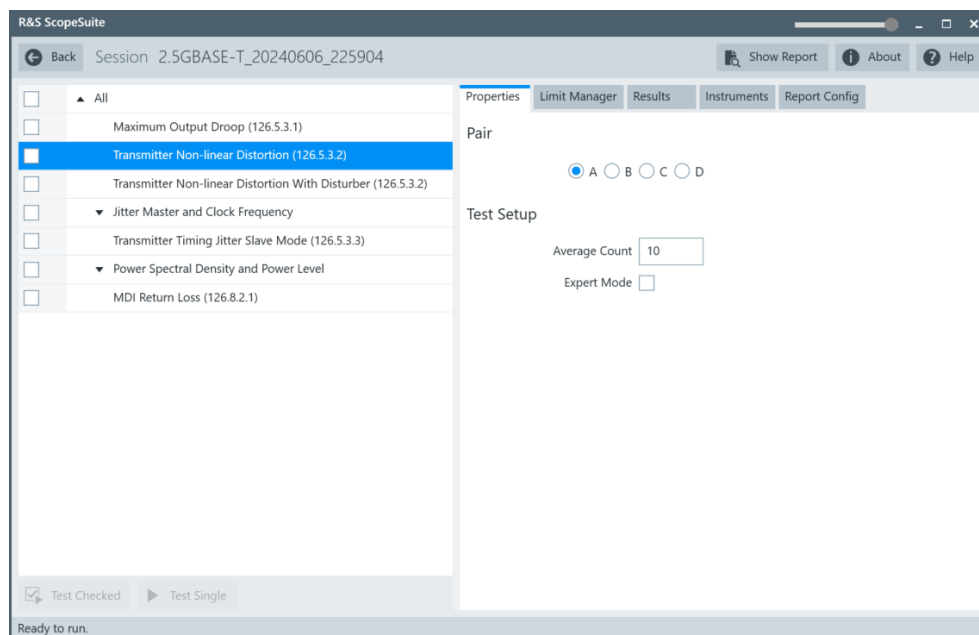 R&S ScopeSuite
Back Session 2.5GBASE-T_20240606_225904 Show Report About Help
All
Maximum Output Droop (126.5.3.1)
Transmitter Non-linear Distortion (126.5.3.2)
Transmitter Non-linear Distortion With Disturber (126.5.3.2)
Jitter Master and Clock Frequency
Transmitter Timing Jitter Slave Mode (126.5.3.3)
Power Spectral Density and Power Level
MDI Return Loss (126.8.2.1)
Properties Limit Manager Results Instruments Report Config
Pair
A B C D
Test Setup
Average Count 10
Expert Mode
Test Checked Test Single
Ready to run.